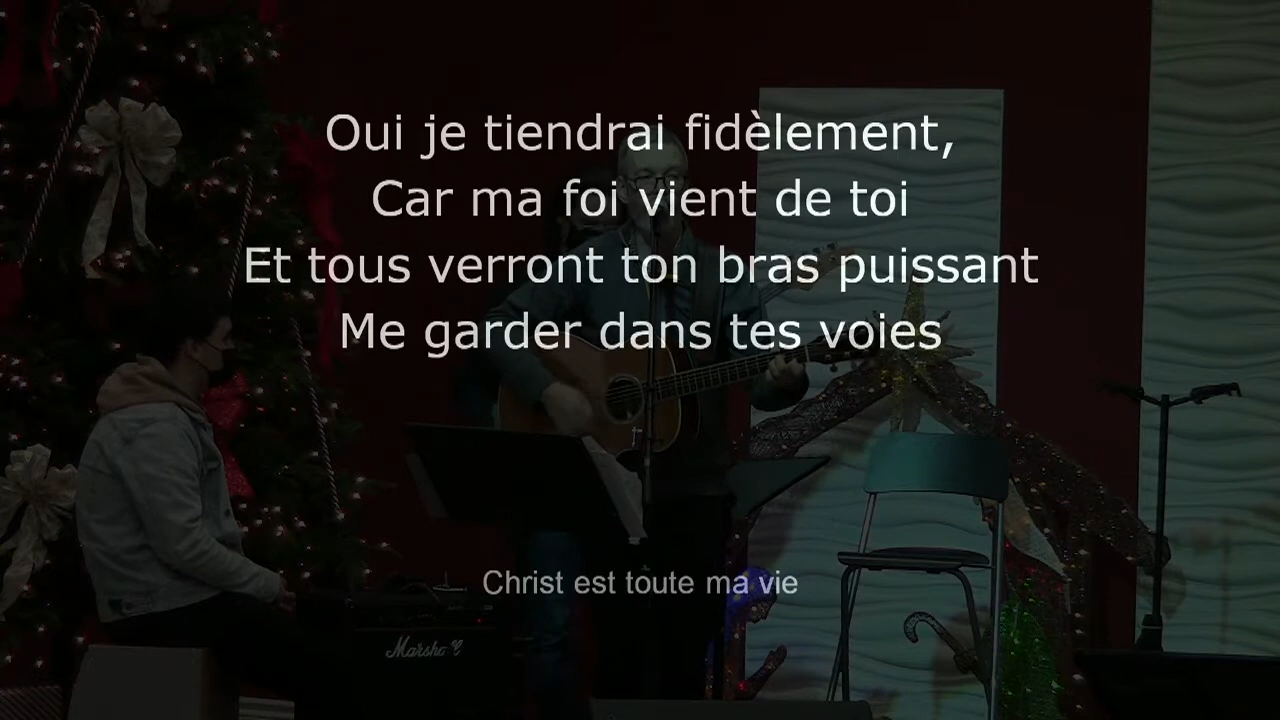 Oui je tiendrai fidèlement,
Car ma foi vient de toi
Et tous verront ton bras puissant
Me garder dans tes voies
Christ est toute ma vie
Marshall